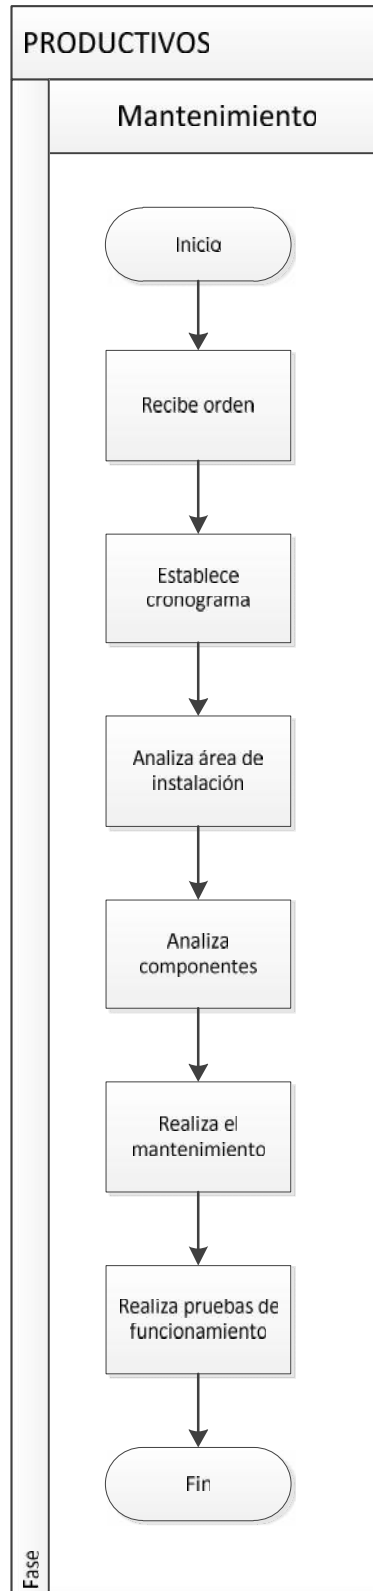 PRODUCTIVOS
Mantenimiento
Inicio
Recibe orden
Establece
cronograma
Analiza área de
instalación
Analiza
componentes
Realiza el
mantenimiento
Realiza pruebas de
funcionamiento
Fin
Fase